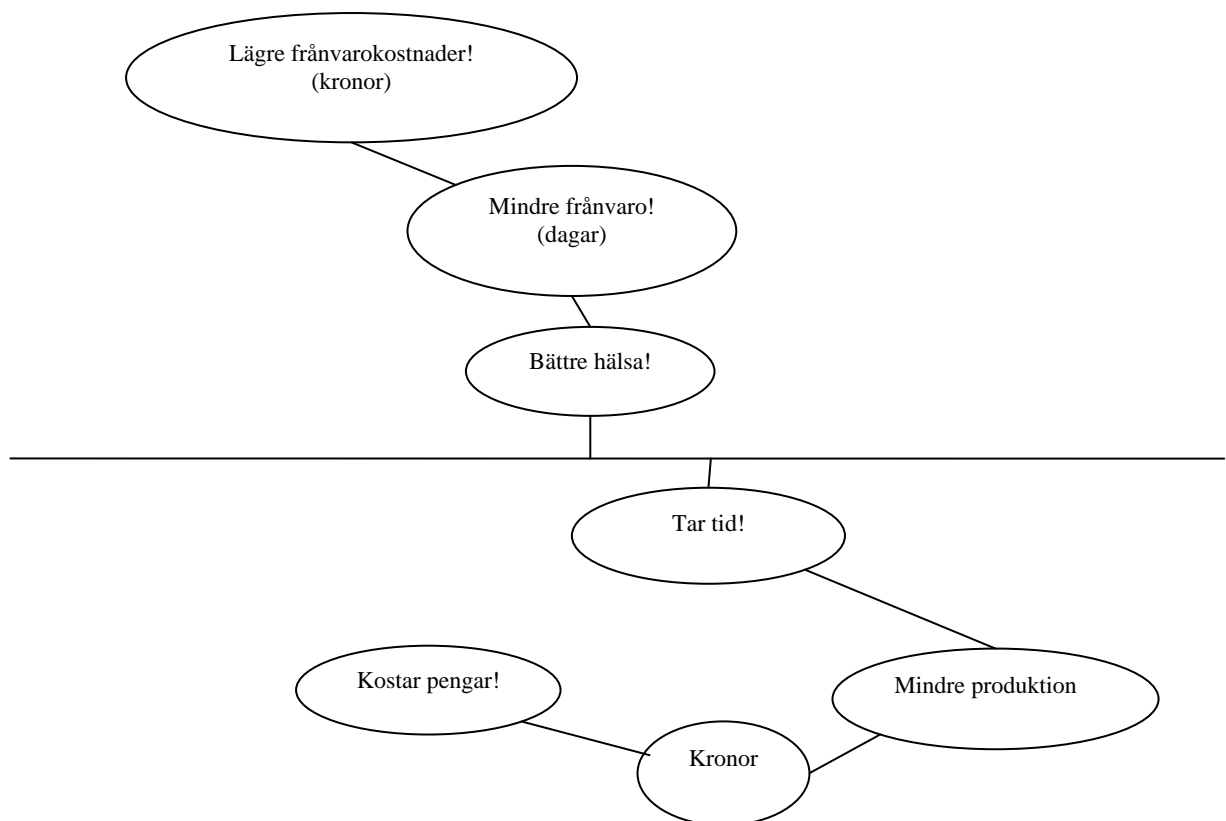 Lägre frånvarokostnader!
(kronor)
Mindre frånvaro!
(dagar)
Bättre hälsa!
Tar tid!
Kostar pengar!
Mindre produktion
Kronor